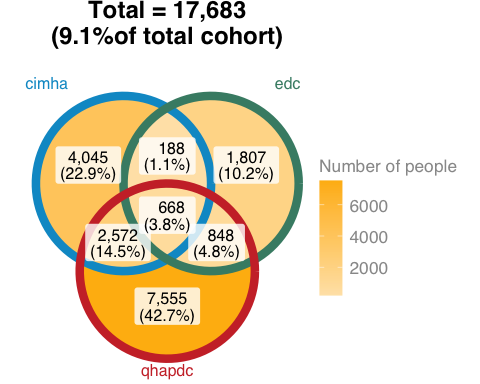 Total = 17,683
(9.1%of total cohort)
cimha
edc
4,045
(22.9%)
188
(1.1%)
1,807
(10.2%)
668
(3.8%)
2,572
(14.5%)
848
(4.8%)
7,555
(42.7%)
qhapdc
Number of people
6000
4000
2000